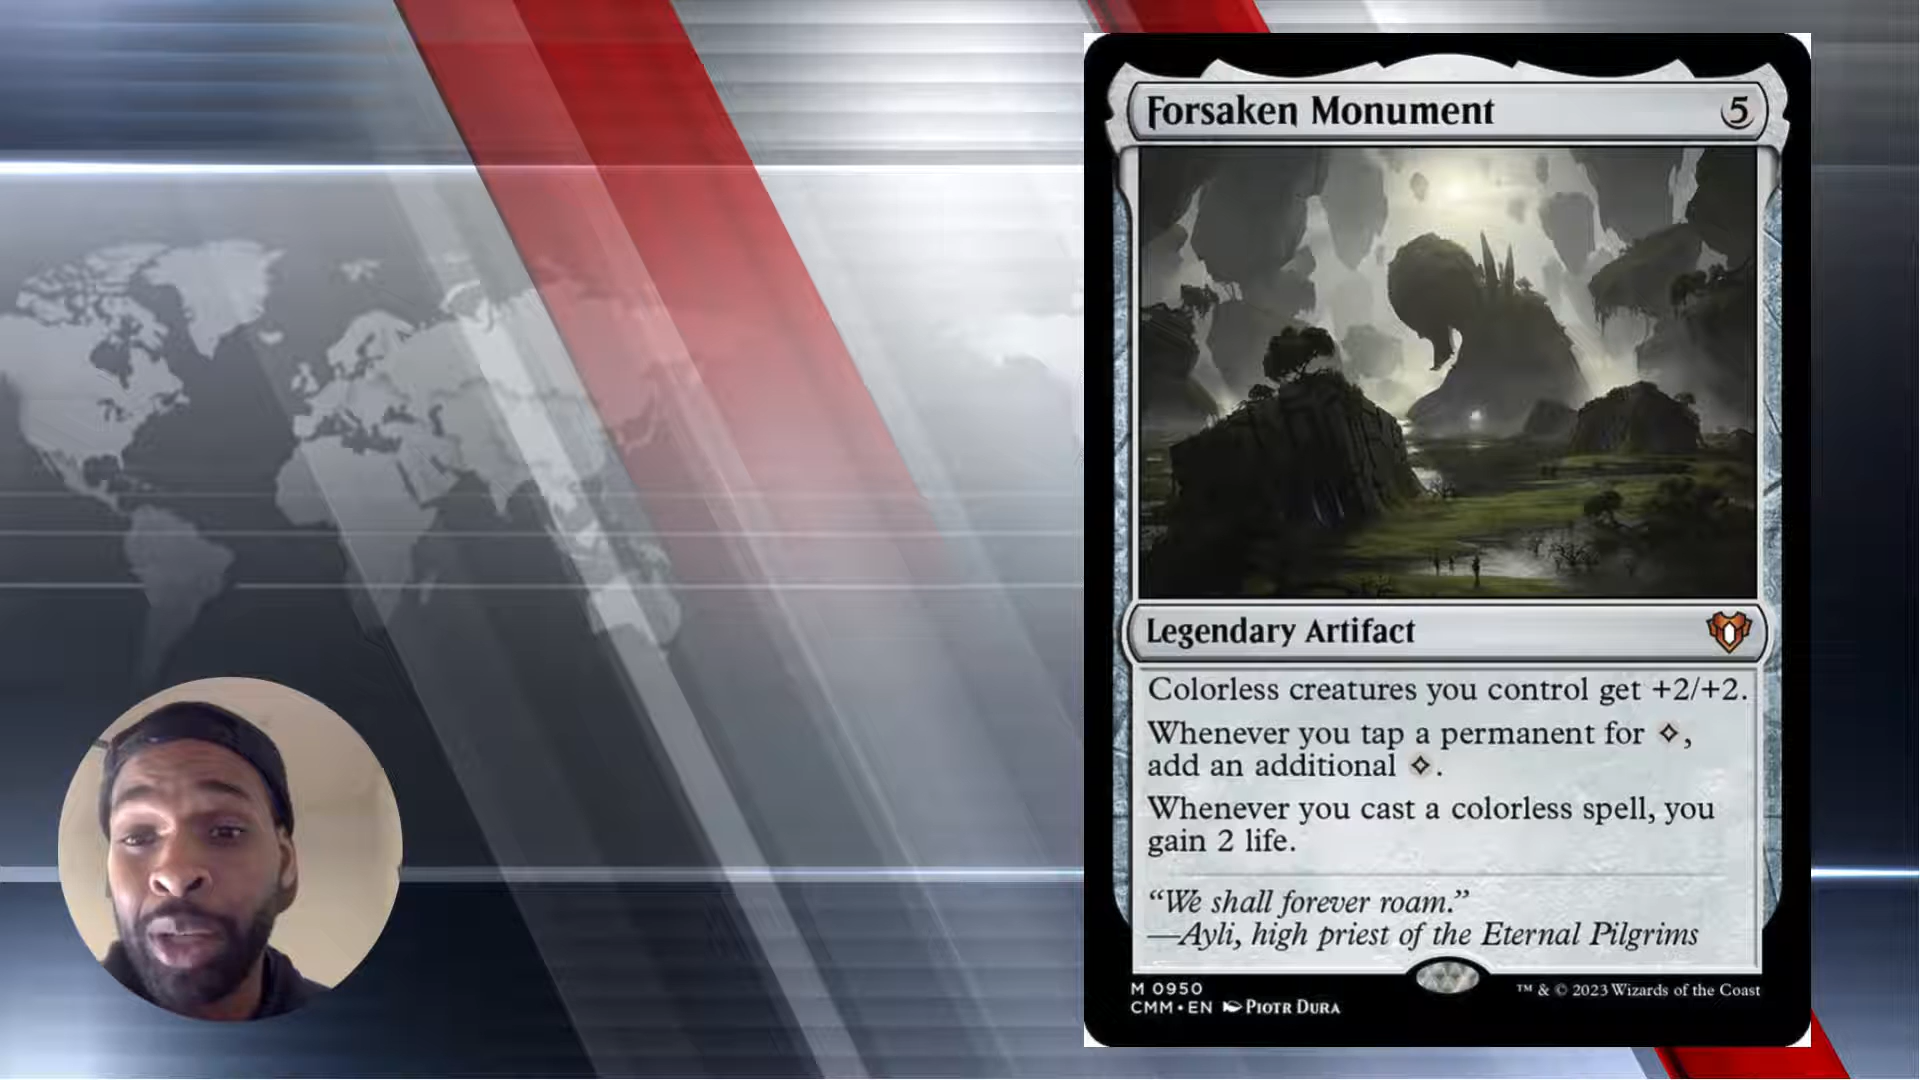 Forsaken Monument 5
Legendary Artifact
Colorless creatures you control get +2/+2.
Whenever you tap a permanent for ◇,
add an additional ◇.
Whenever you cast a colorless spell, you
gain 2 life.
“We shall forever roam.”
—Ayli, high priest of the Eternal Pilgrims
M 0950
CMM • EN Piotr Dura
™ & © 2023 Wizards of the Coast